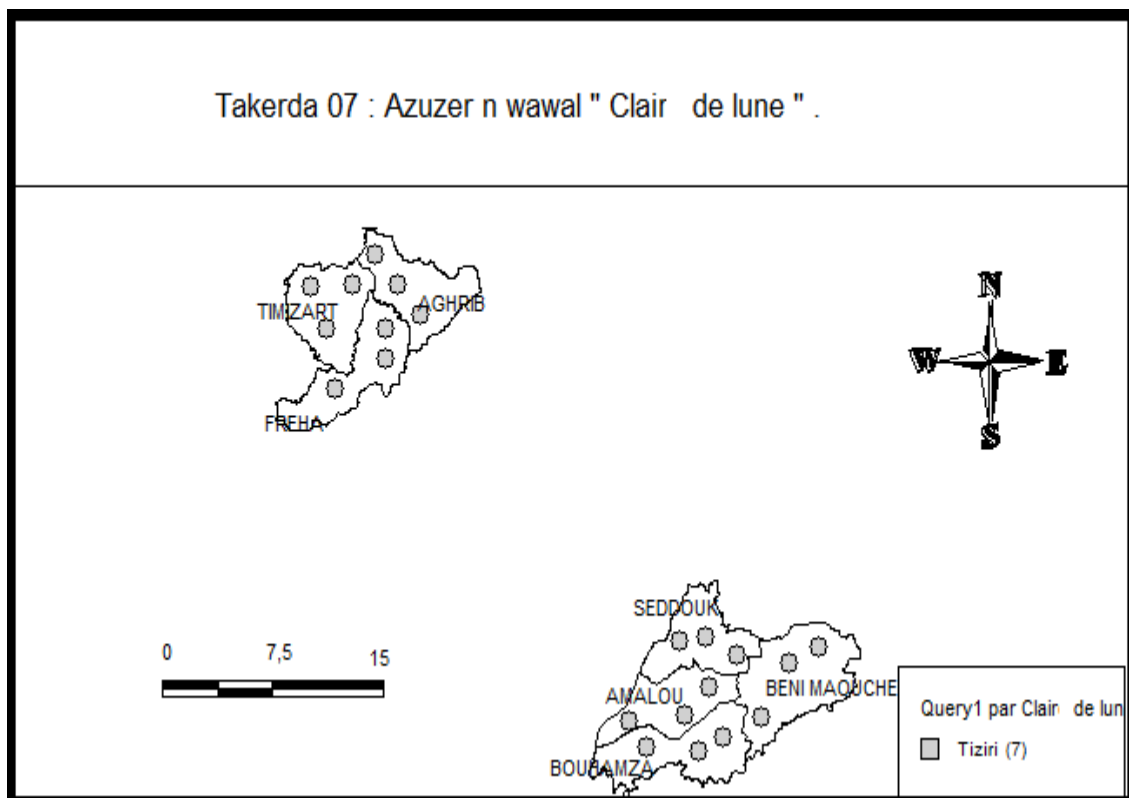 Takerda 07 : Azuzer n wawal " Clair de lune " .
N
TIMIZART
AGHRIB
W
E
FREHA
S
SEDDOUK
0 7,5 15
AMALOU
BENI MAOUCHE
BOUHAMZA
Query1 par Clair de lun
Tiziri (7)